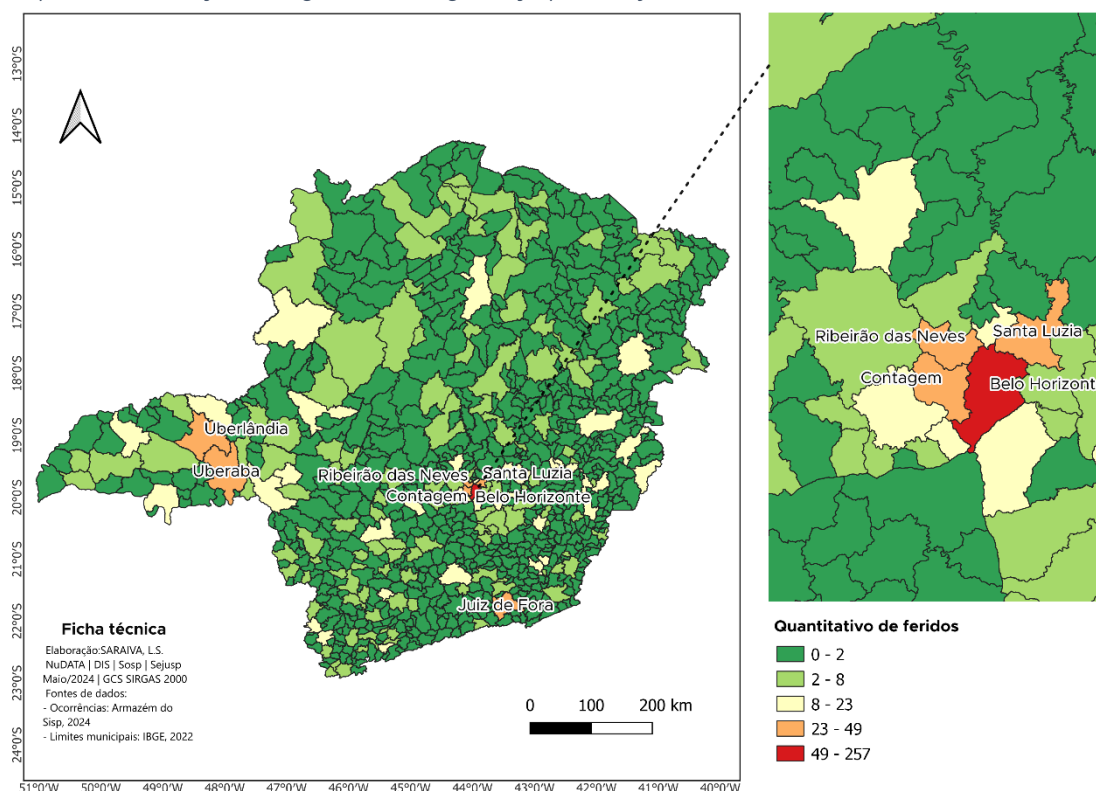 13°0'S
14°0'S
15°0'S
16°0'S
17°0'S
18°0'S
19°0'S
20°0'S
21°0'S
22°0'S
23°0'S
24°0'S
Uberlândia
Uberaba
Ribeirão das Neves
Santa Luzia
Contagem
Belo Horizonte
Juiz de Fora
Ficha técnica
Elaboração:SARAIVA, L.S.
NuDATA | DIS | Sosp | Sejusp
Maio/2024 | GCS SIRGAS 2000
Fontes de dados:
- Ocorrências: Armazém do
Sisp, 2024
- Limites municipais: IBGE, 2022
0 100 200 km
51°0'W 50°0'W 49°0'W 48°0'W 47°0'W 46°0'W 45°0'W 44°0'W 43°0'W 42°0'W 41°0'W 40°0'W
Ribeirão das Neves
Santa Luzia
Contagem
Belo Horizont
Quantitativo de feridos
0 - 2
2 - 8
8 - 23
23 - 49
49 - 257